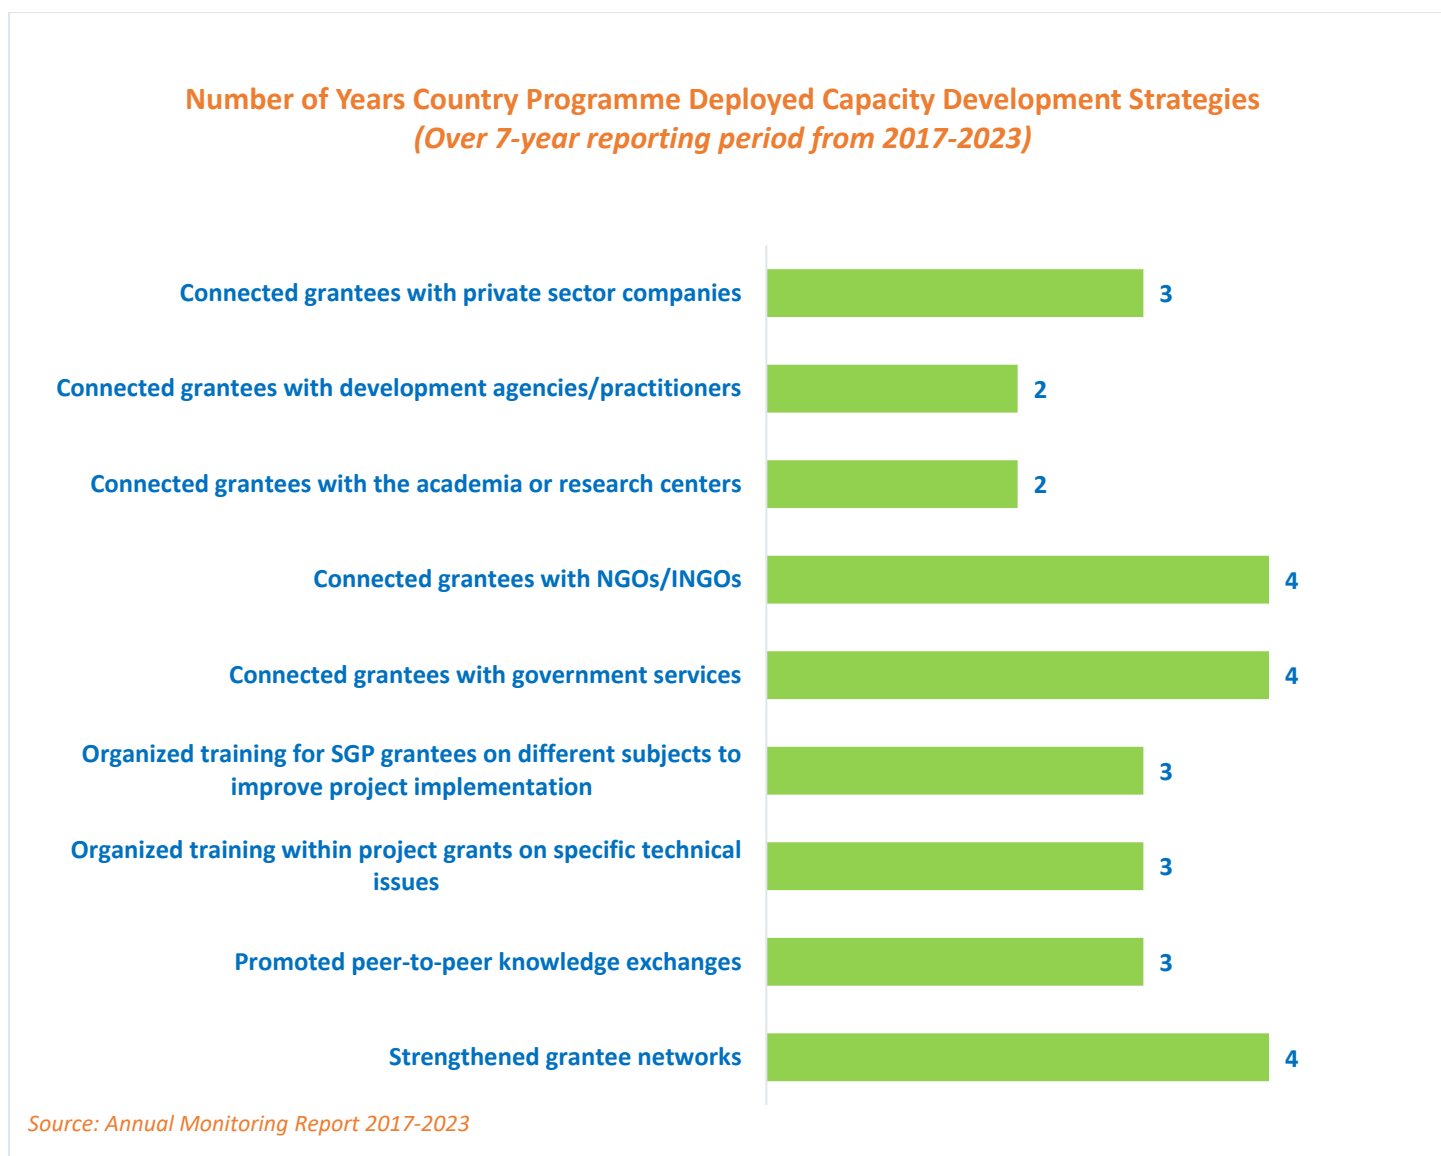 Number of Years Country Programme Deployed Capacity Development Strategies
(Over 7-year reporting period from 2017-2023)
Connected grantees with private sector companies
3
Connected grantees with development agencies/practitioners
2
Connected grantees with the academia or research centers
2
Connected grantees with NGOs/INGOs
4
Connected grantees with government services
4
Organized training for SGP grantees on different subjects to
improve project implementation
3
Organized training within project grants on specific technical
issues
3
Promoted peer-to-peer knowledge exchanges
3
Strengthened grantee networks
4
Source: Annual Monitoring Report 2017-2023